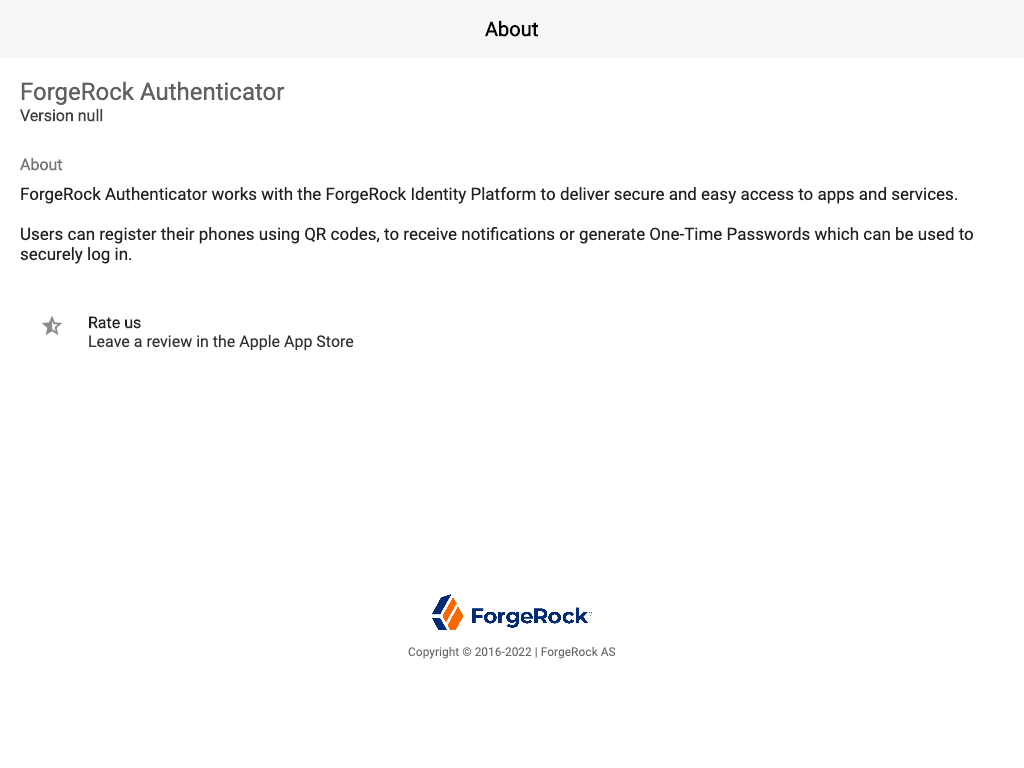 About
ForgeRock Authenticator
Version null
About
ForgeRock Authenticator works with the ForgeRock Identity Platform to deliver secure and easy access to apps and services.
Users can register their phones using QR codes, to receive notifications or generate One-Time Passwords which can be used to
securely log in.
Rate us
Leave a review in the Apple App Store
ForgeRock
Copyright © 2016-2022 | ForgeRock AS